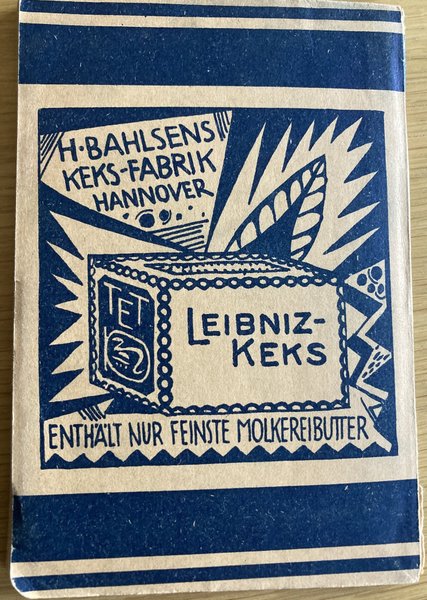 H·BAHLSENS
KEKS-FABRIK
HANNOVER
TET
LEIBNIZ-
KEKS
ENTHÄLT NUR FEINSTE MOLKEREIBUTTER